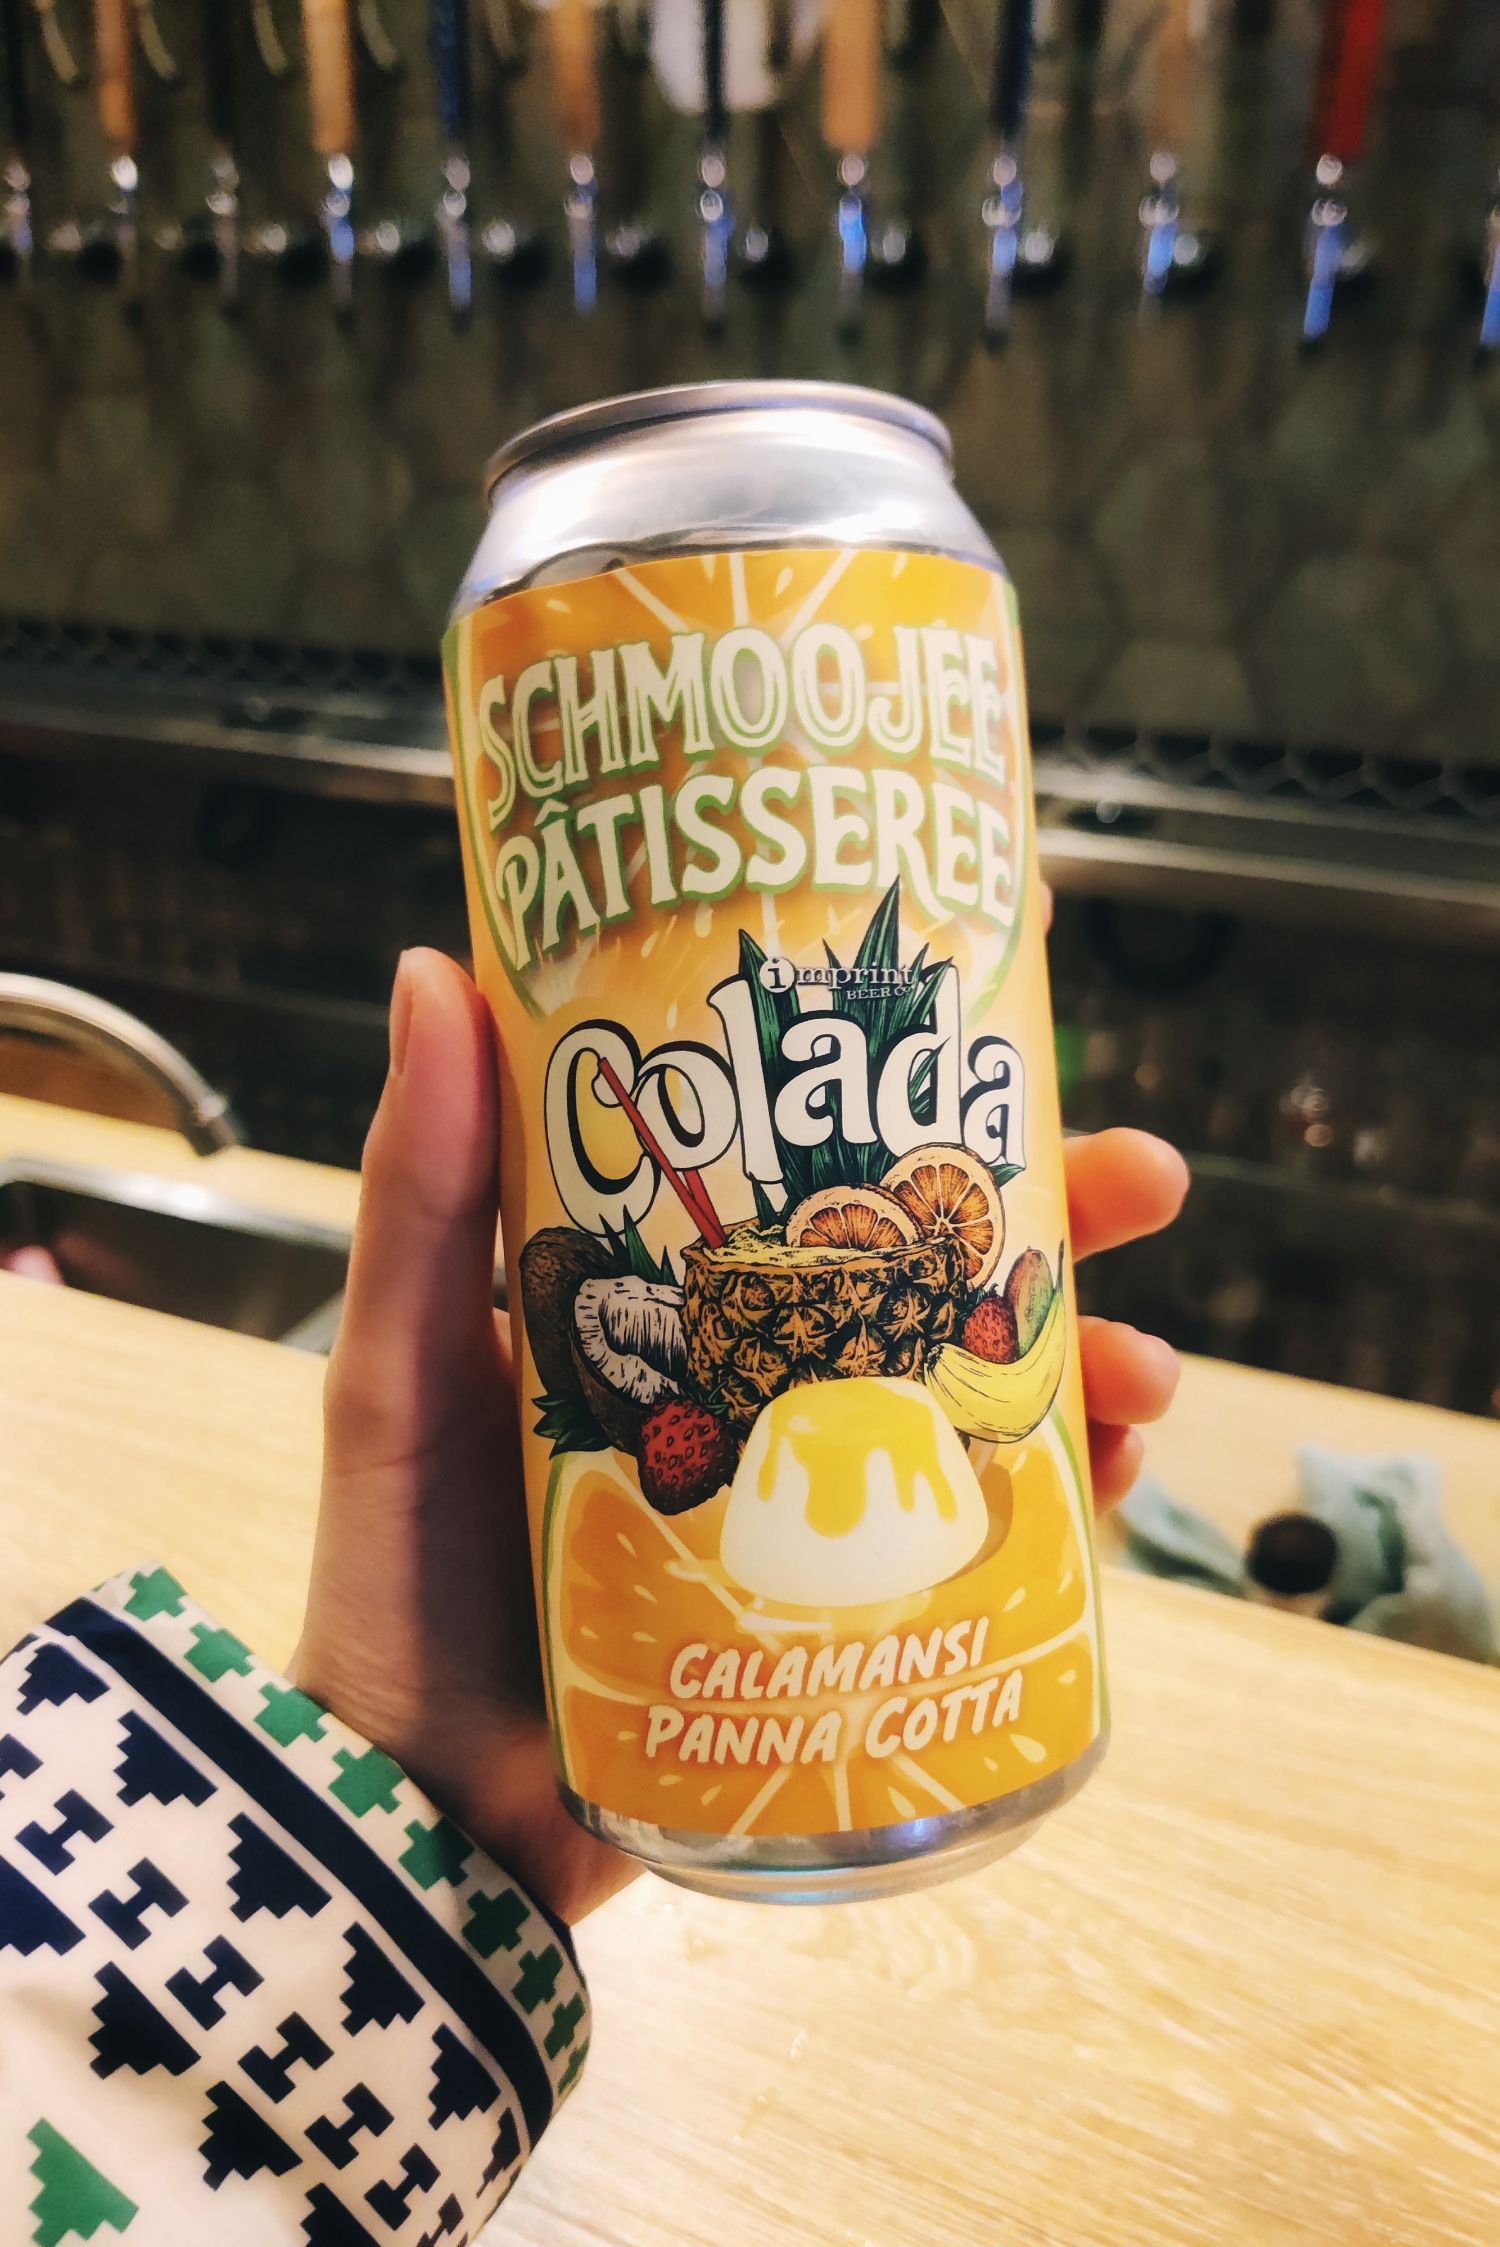 SCHMOOJEE
PÂTISSEREE
imprint
BEER CO.
Colada
CALAMANSI
PANNA COTTA